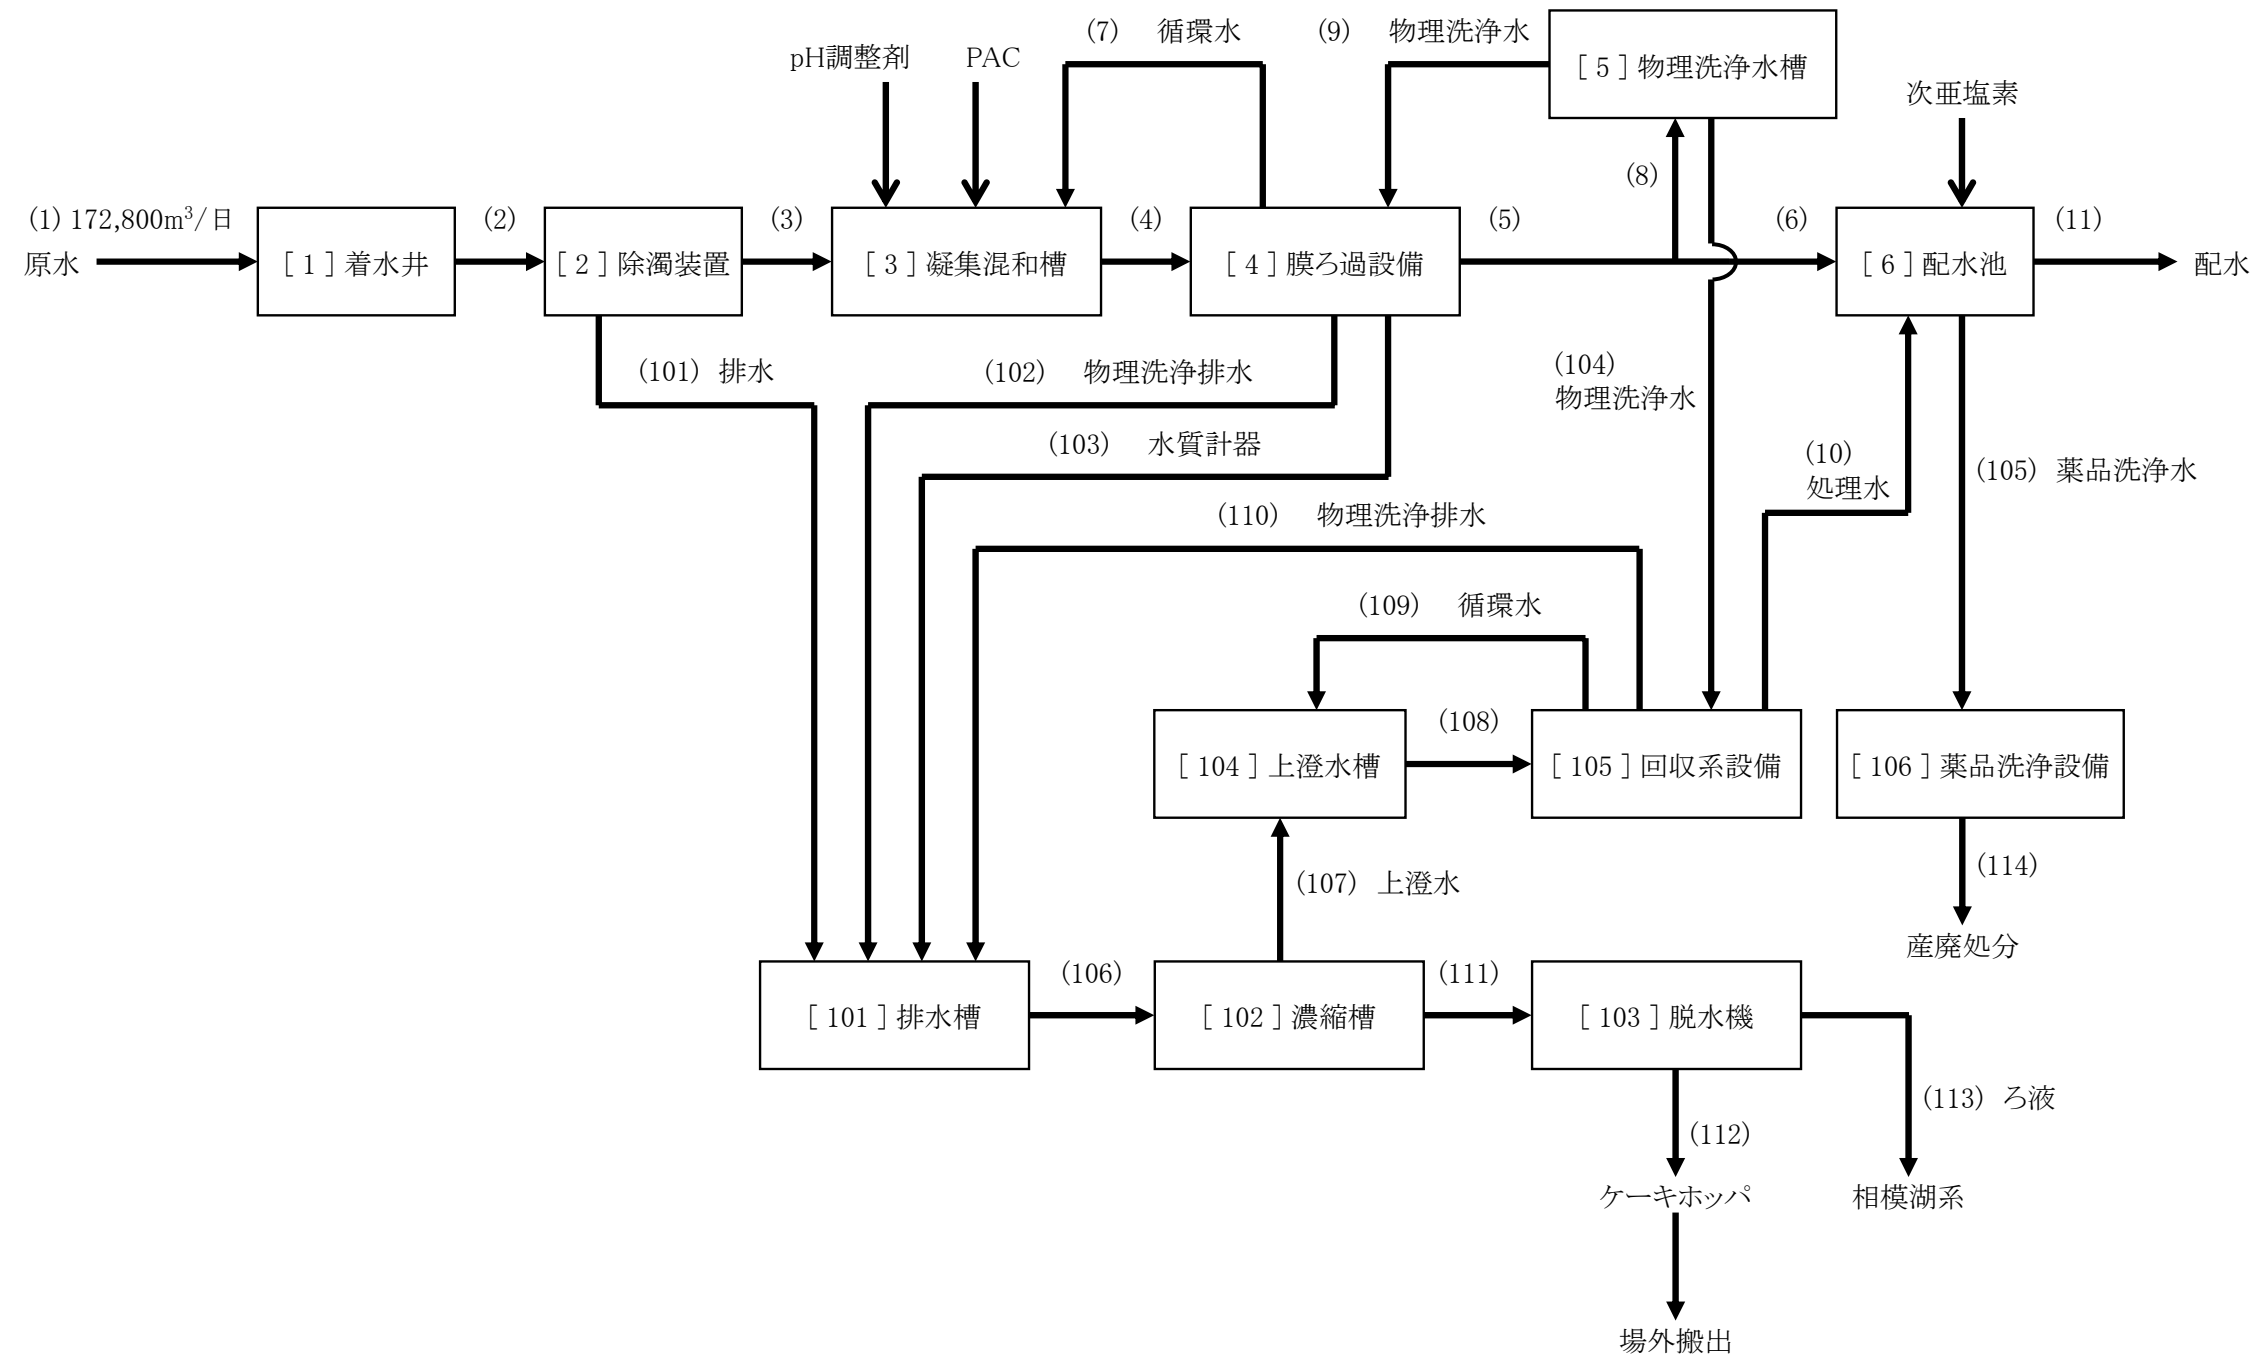 (7) 循環水
(9) 物理洗浄水
[ 5 ] 物理洗浄水槽
pH調整剤
PAC
次亜塩素
(8)
(1) 172,800m³/日
原水
[ 1 ] 着水井
(2)
[ 2 ] 除濁装置
(3)
[ 3 ] 凝集混和槽
(4)
[ 4 ] 膜ろ過設備
(5)
(6)
[ 6 ] 配水池
(11)
配水
(101) 排水
(102) 物理洗浄排水
(103) 水質計器
(104)
物理洗浄水
(10)
処理水
(105) 薬品洗浄水
(110) 物理洗浄排水
(109) 循環水
[ 104 ] 上澄水槽
(108)
[ 105 ] 回収系設備
[ 106 ] 薬品洗浄設備
(107) 上澄水
(114)
産廃処分
[ 101 ] 排水槽
(106)
[ 102 ] 濃縮槽
(111)
[ 103 ] 脱水機
(113) ろ液
(112)
ケーキホッパ
相模湖系
場外搬出